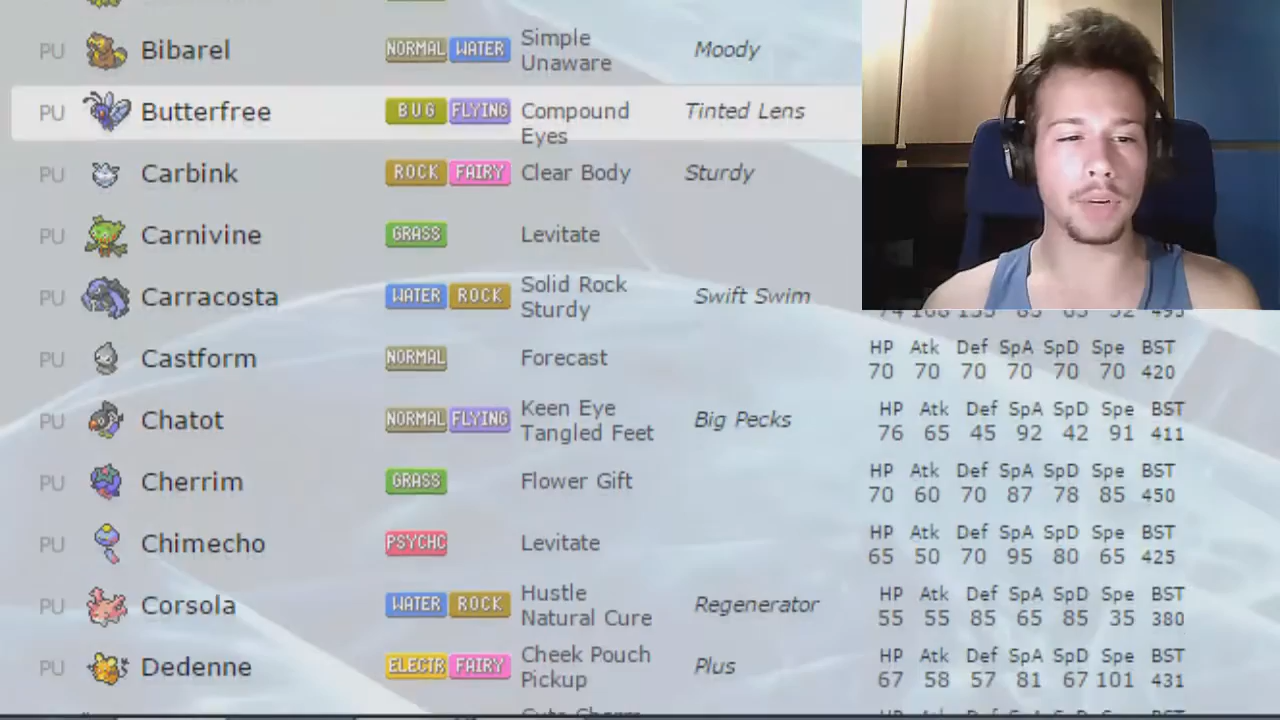 PU Bibarel NORMAL WATER Simple Unaware Moody
PU Butterfree BUG FLYING Compound Eyes Tinted Lens
PU Carbink ROCK FAIRY Clear Body Sturdy
PU Carnivine GRASS Levitate
PU Carracosta WATER ROCK Solid Rock Sturdy Swift Swim
PU Castform NORMAL Forecast HP 70 Atk 70 Def 70 SpA 70 SpD 70 Spe 70 BST 420
PU Chatot NORMAL FLYING Keen Eye Tangled Feet Big Pecks HP 76 Atk 65 Def 45 SpA 92 SpD 42 Spe 91 BST 411
PU Cherrim GRASS Flower Gift HP 70 Atk 60 Def 70 SpA 87 SpD 78 Spe 85 BST 450
PU Chimecho PSYCHC Levitate HP 65 Atk 50 Def 70 SpA 95 SpD 80 Spe 65 BST 425
PU Corsola WATER ROCK Hustle Natural Cure Regenerator HP 55 Atk 55 Def 85 SpA 65 SpD 85 Spe 35 BST 380
PU Dedenne ELECTR FAIRY Cheek Pouch Pickup Plus HP 67 Atk 58 Def 57 SpA 81 SpD 67 Spe 101 BST 431